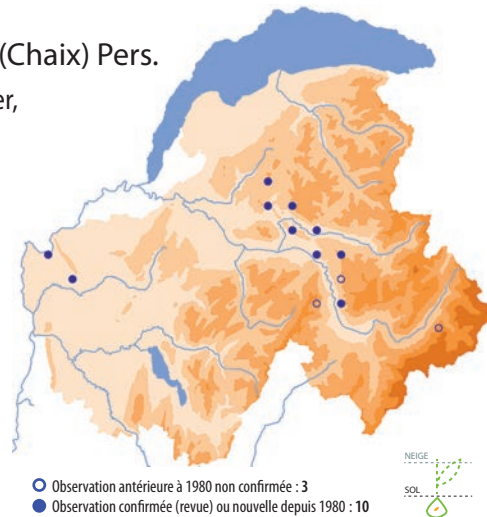 (Chaix) Pers.
er,
Observation antérieure à 1980 non confirmée : 3
Observation confirmée (revue) ou nouvelle depuis 1980 : 10
NEIGE
SOL